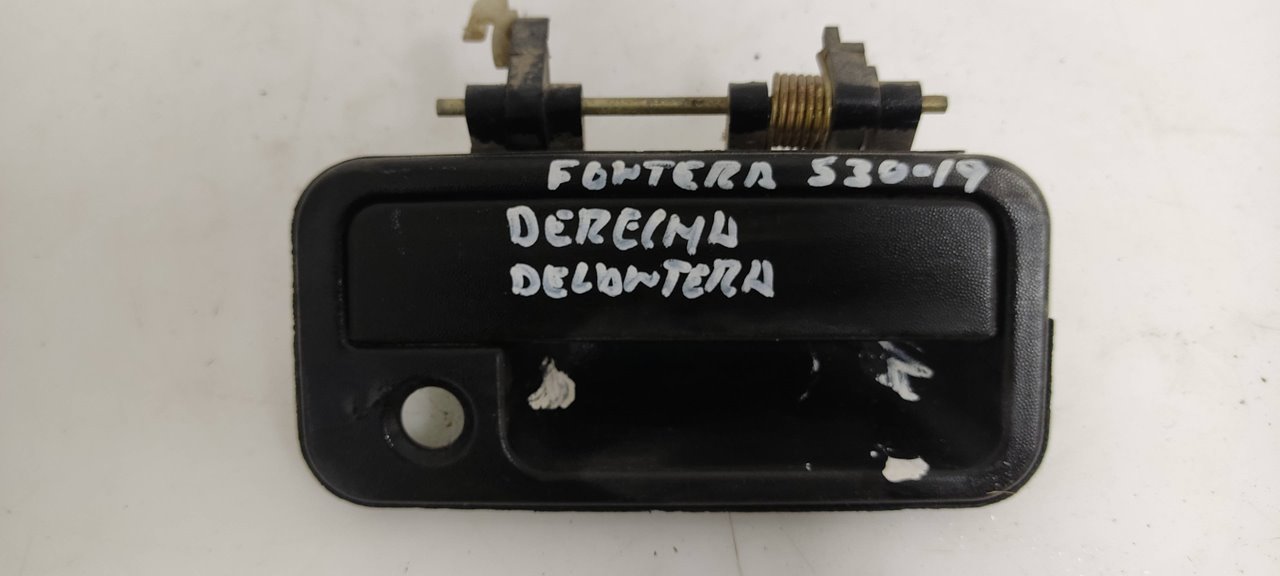 FONTERA 530-19
DERECHA
DELANTERA